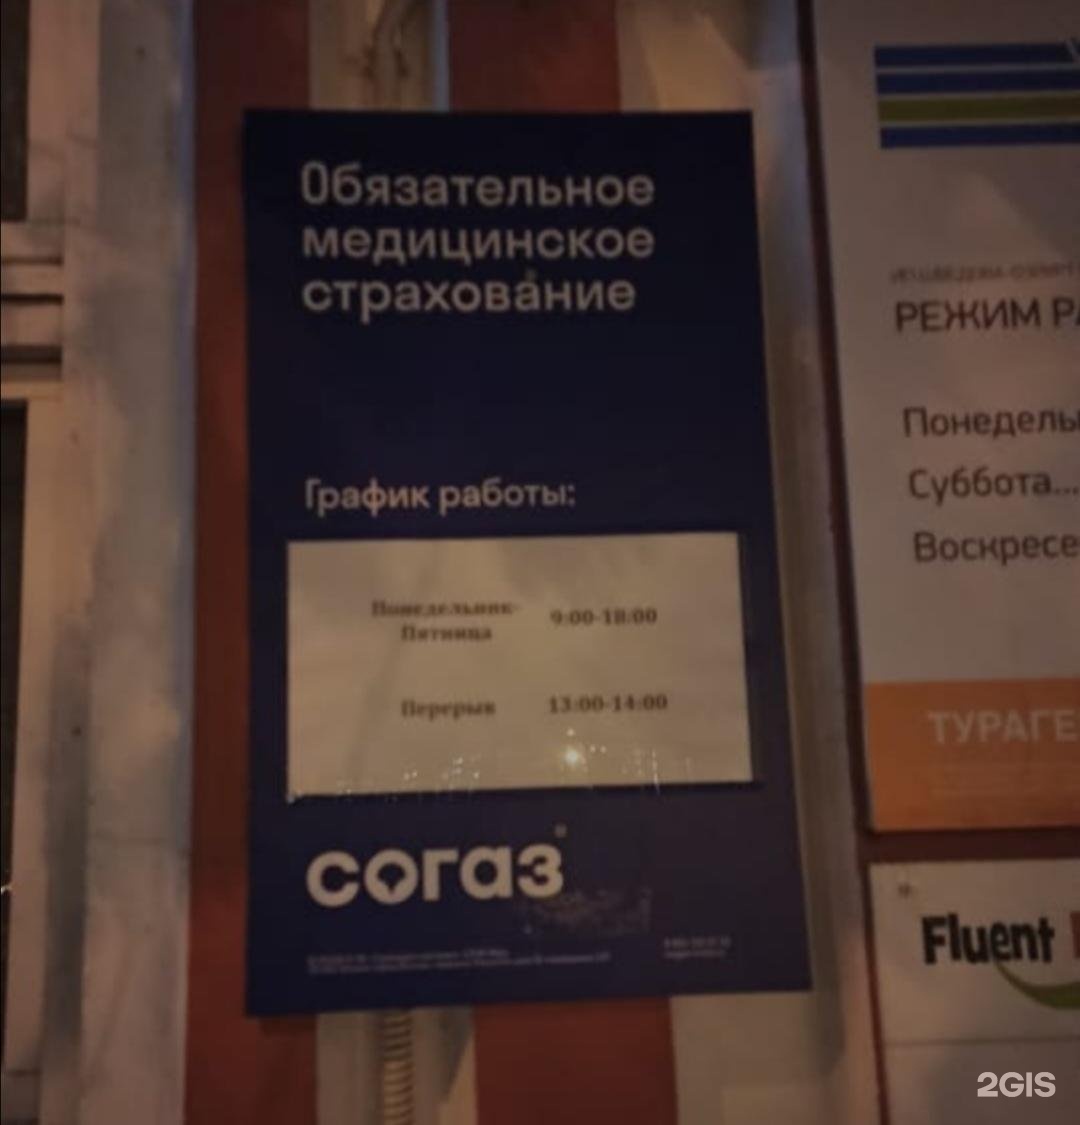 Обязательное
медицинское
страхование
График работы:
Понедельник-
Пятница
9:00-18:00
Перерыв
13:00-14:00
согаз
РЕЖИМ РА
Понедель
Суббота...
Воскресе
ТУРАГЕ
Fluent
2GIS